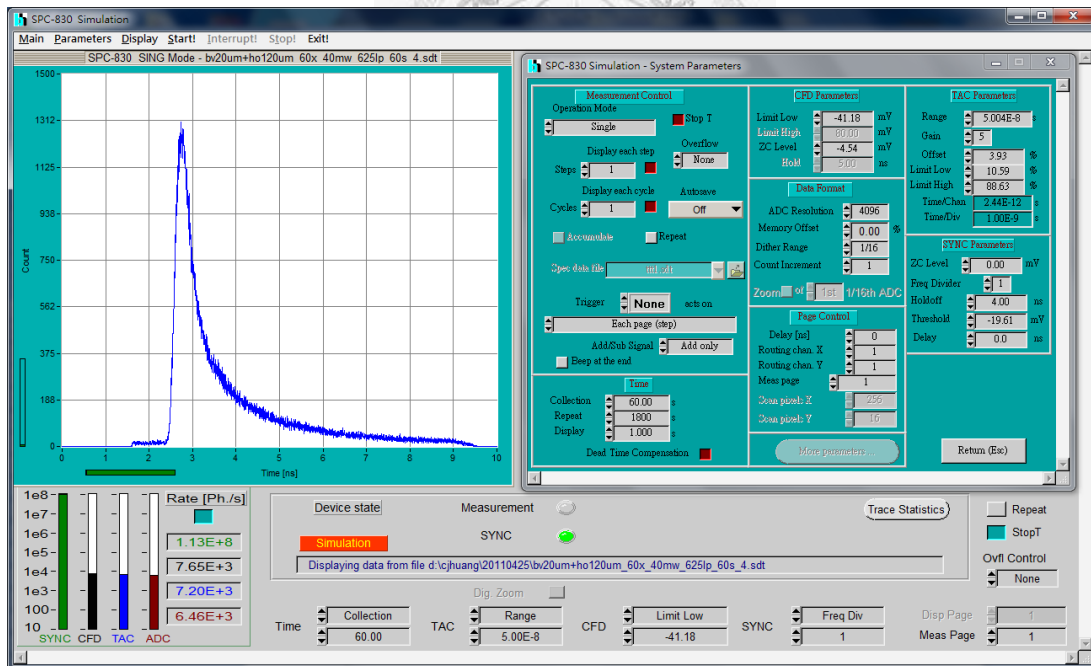 SPC-830 Simulation
Main Parameters Display Start! Interrupt! Stop! Exit!
SPC-830 SING Mode - bv20um+ho120um_60x_40mw_625lp_60s_4.sdt
1500
1312
1125
938
750
562
375
188
0
Count
0 1 2 3 4 5 6 7 8 9 10
Time [ns]
SPC-830 Simulation - System Parameters
Measurement Control
Operation Mode
Single
Stop T
Display each step
Overflow
Steps 1
None
Display each cycle
Autosave
Cycles 1
Off
Accumulate
Repeat
Spec data file
Trigger None acts on
Each page (step)
Add/Sub Signal Add only
Beep at the end
Time
Collection 60.00 s
Repeat 1800 s
Display 1.000 s
Dead Time Compensation
CFD Parameters
Limit Low -41.18 mV
Limit High 80.00 mV
ZC Level -4.54 mV
Hold 5.00 ns
Data Format
ADC Resolution 4096
Memory Offset 0.00 %
Dither Range 1/16
Count Increment 1
Zoom of 1st 1/16th ADC
Page Control
Delay [ns] 0
Routing chan. X 1
Routing chan. Y 1
Meas page 1
Scan pixels X 256
Scan pixels Y 16
More parameters ...
TAC Parameters
Range 5.004E-8 s
Gain 5
Offset 3.93 %
Limit Low 10.59 %
Limit High 88.63 %
Time/Chan 2.44E-12 s
Time/Div 1.00E-9 s
SYNC Parameters
ZC Level 0.00 mV
Freq Divider 1
Holdoff 4.00 ns
Threshold -19.61 mV
Delay 0.0 ns
Return (Esc)
1e8
1e7
1e6
1e5
1e4
1e3
100
10
SYNC CFD TAC ADC
Rate [Ph./s]
1.13E+8
7.65E+3
7.20E+3
6.46E+3
Device state
Measurement
Trace Statistics
Simulation
SYNC
Displaying data from file d:\cjhuang\20110425\bv20um+ho120um_60x_40mw_625lp_60s_4.sdt
Repeat
StopT
Ovfl Control
None
Dig. Zoom
Time
Collection
60.00
TAC
Range
5.00E-8
CFD
Limit Low
-41.18
SYNC
Freq Div
1
Disp Page 1
Meas Page 1